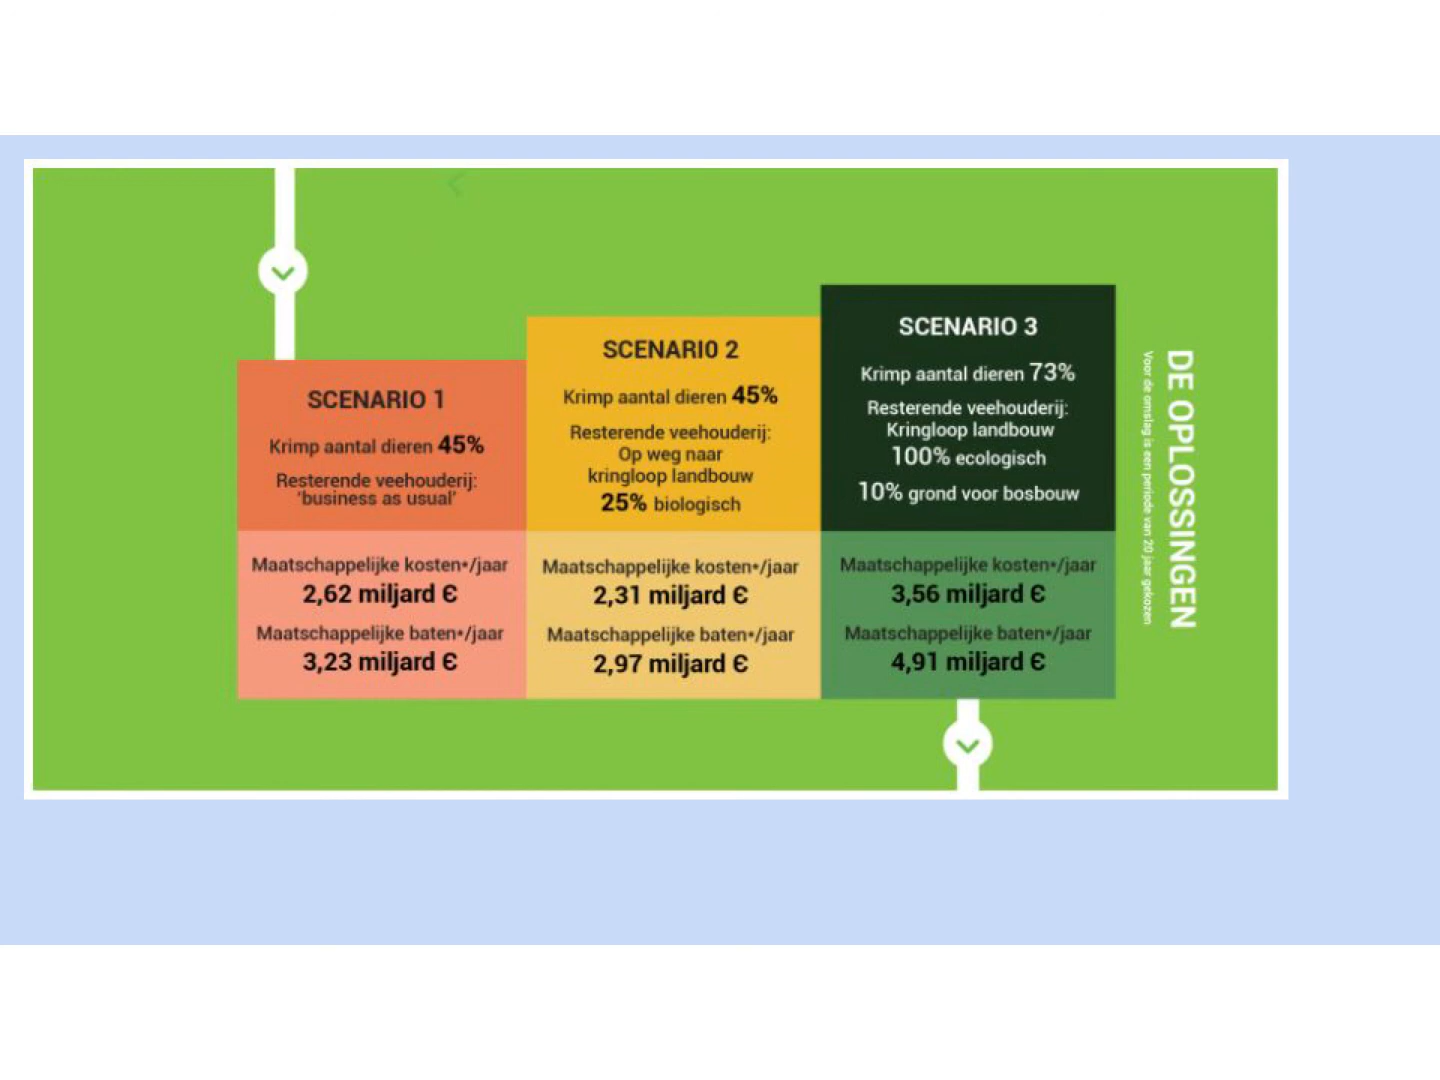 SCENARIO 1
Krimp aantal dieren 45%
Resterende veehouderij:
‘business as usual’
Maatschappelijke kosten*/jaar
2,62 miljard €
Maatschappelijke baten*/jaar
3,23 miljard €
SCENARIO 2
Krimp aantal dieren 45%
Resterende veehouderij:
Op weg naar
kringloop landbouw
25% biologisch
Maatschappelijke kosten*/jaar
2,31 miljard €
Maatschappelijke baten*/jaar
2,97 miljard €
SCENARIO 3
Krimp aantal dieren 73%
Resterende veehouderij:
Kringloop landbouw
100% ecologisch
10% grond voor bosbouw
Maatschappelijke kosten*/jaar
3,56 miljard €
Maatschappelijke baten*/jaar
4,91 miljard €
DE OPLOSSINGEN
Voor de omslag is een periode van 20 jaar gekozen